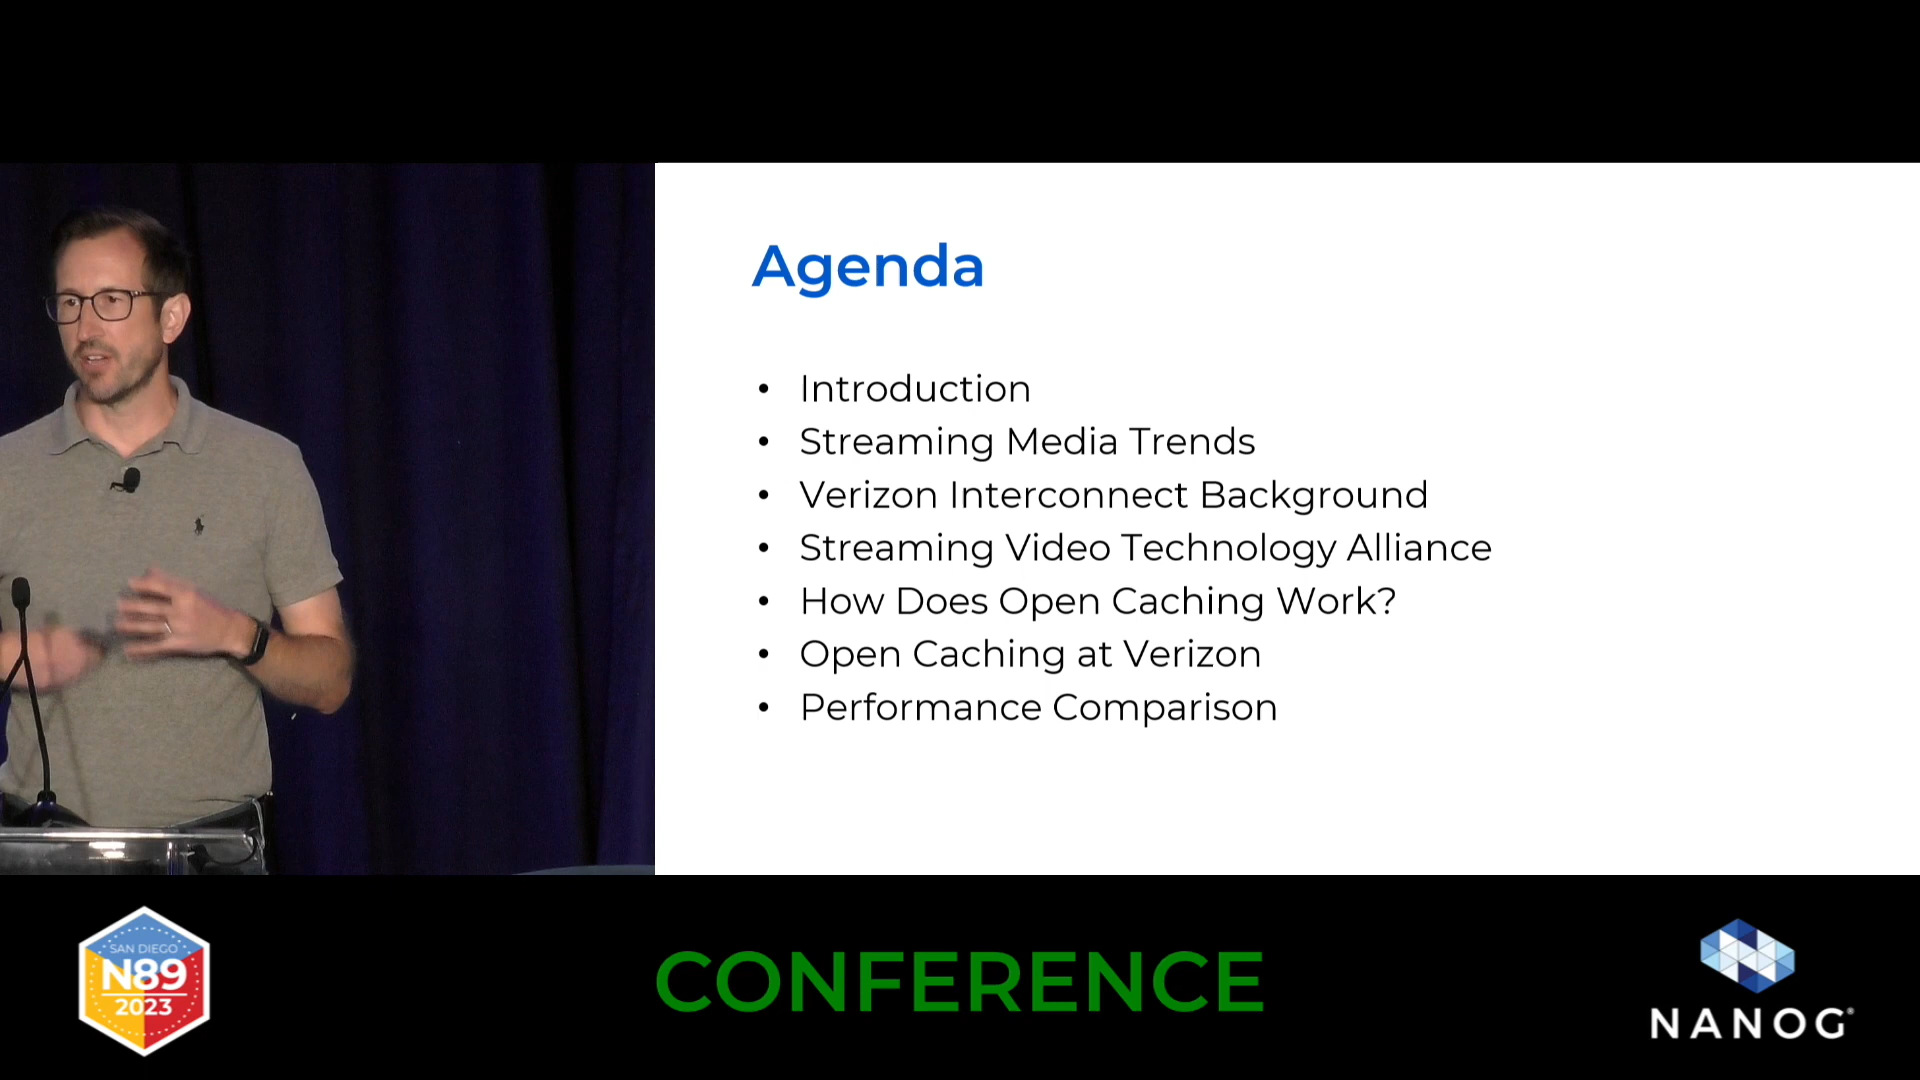 Agenda
• Introduction
• Streaming Media Trends
• Verizon Interconnect Background
• Streaming Video Technology Alliance
• How Does Open Caching Work?
• Open Caching at Verizon
• Performance Comparison
SAN DIEGO
N89
2023
CONFERENCE
NANOG®